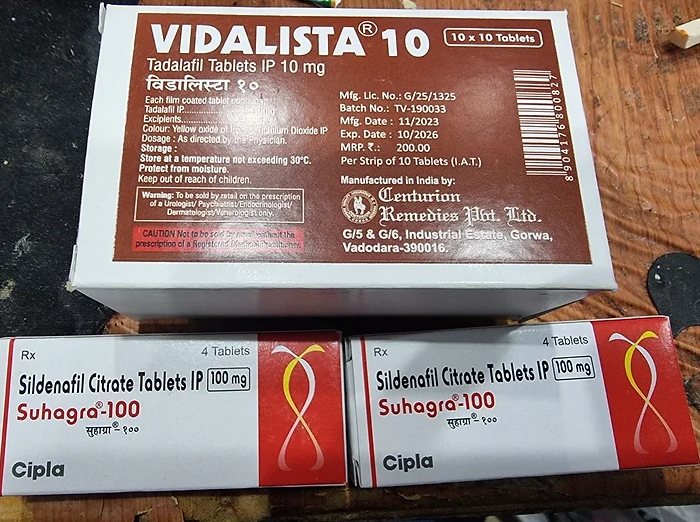 VIDALISTA® 10
10 x 10 Tablets
Tadalafil Tablets IP 10 mg
विडालिस्टा १०
Each film coated tablet
Tadalafil IP
Excipients
Colour: Yellow oxide of Titanium Dioxide IP
Dosage : As directed by the Physician.
Storage :
Store at a temperature not exceeding 30°C.
Protect from moisture.
Keep out of reach of children.
Warning: To be sold by retail on the prescription
of a Urologist/ Psychiatrist/Endocrinologist/
Dermatologist/Venerologist only.
CAUTION Not to be sold by retail without the
prescription of a Registered Medical Practitioner.
Mfg. Lic. No.: G/25/1325
Batch No.: TV-190033
Mfg. Date : 11/2023
Exp. Date : 10/2026
MRP. ₹.: 200.00
Per Strip of 10 Tablets (I.A.T.)
Manufactured in India by:
Centurion
Remedies Pvt. Ltd.
G/5 & G/6, Industrial Estate, Gorwa,
Vadodara-390016.
8 904176 800827
Rx
4 Tablets
Sildenafil Citrate Tablets IP 100 mg
Suhagra®-100
सुहाग्रा®-१००
Cipla
Rx
4 Tablets
Sildenafil Citrate Tablets IP 100 mg
Suhagra®-100
सुहाग्रा®-१००
Cipla